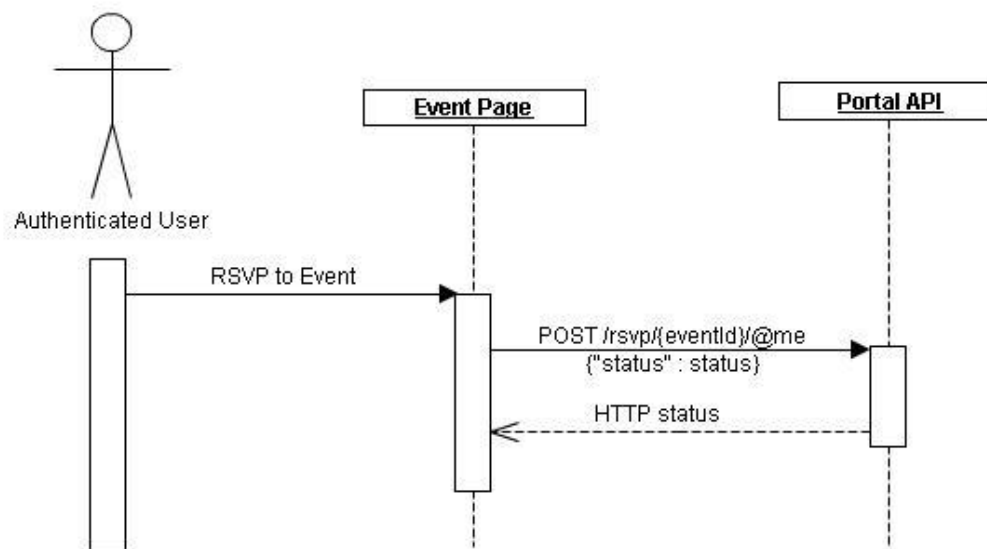 Event Page
Portal API
Authenticated User
RSVP to Event
POST /rsvp/{eventId}/@me
{"status" : status}
HTTP status